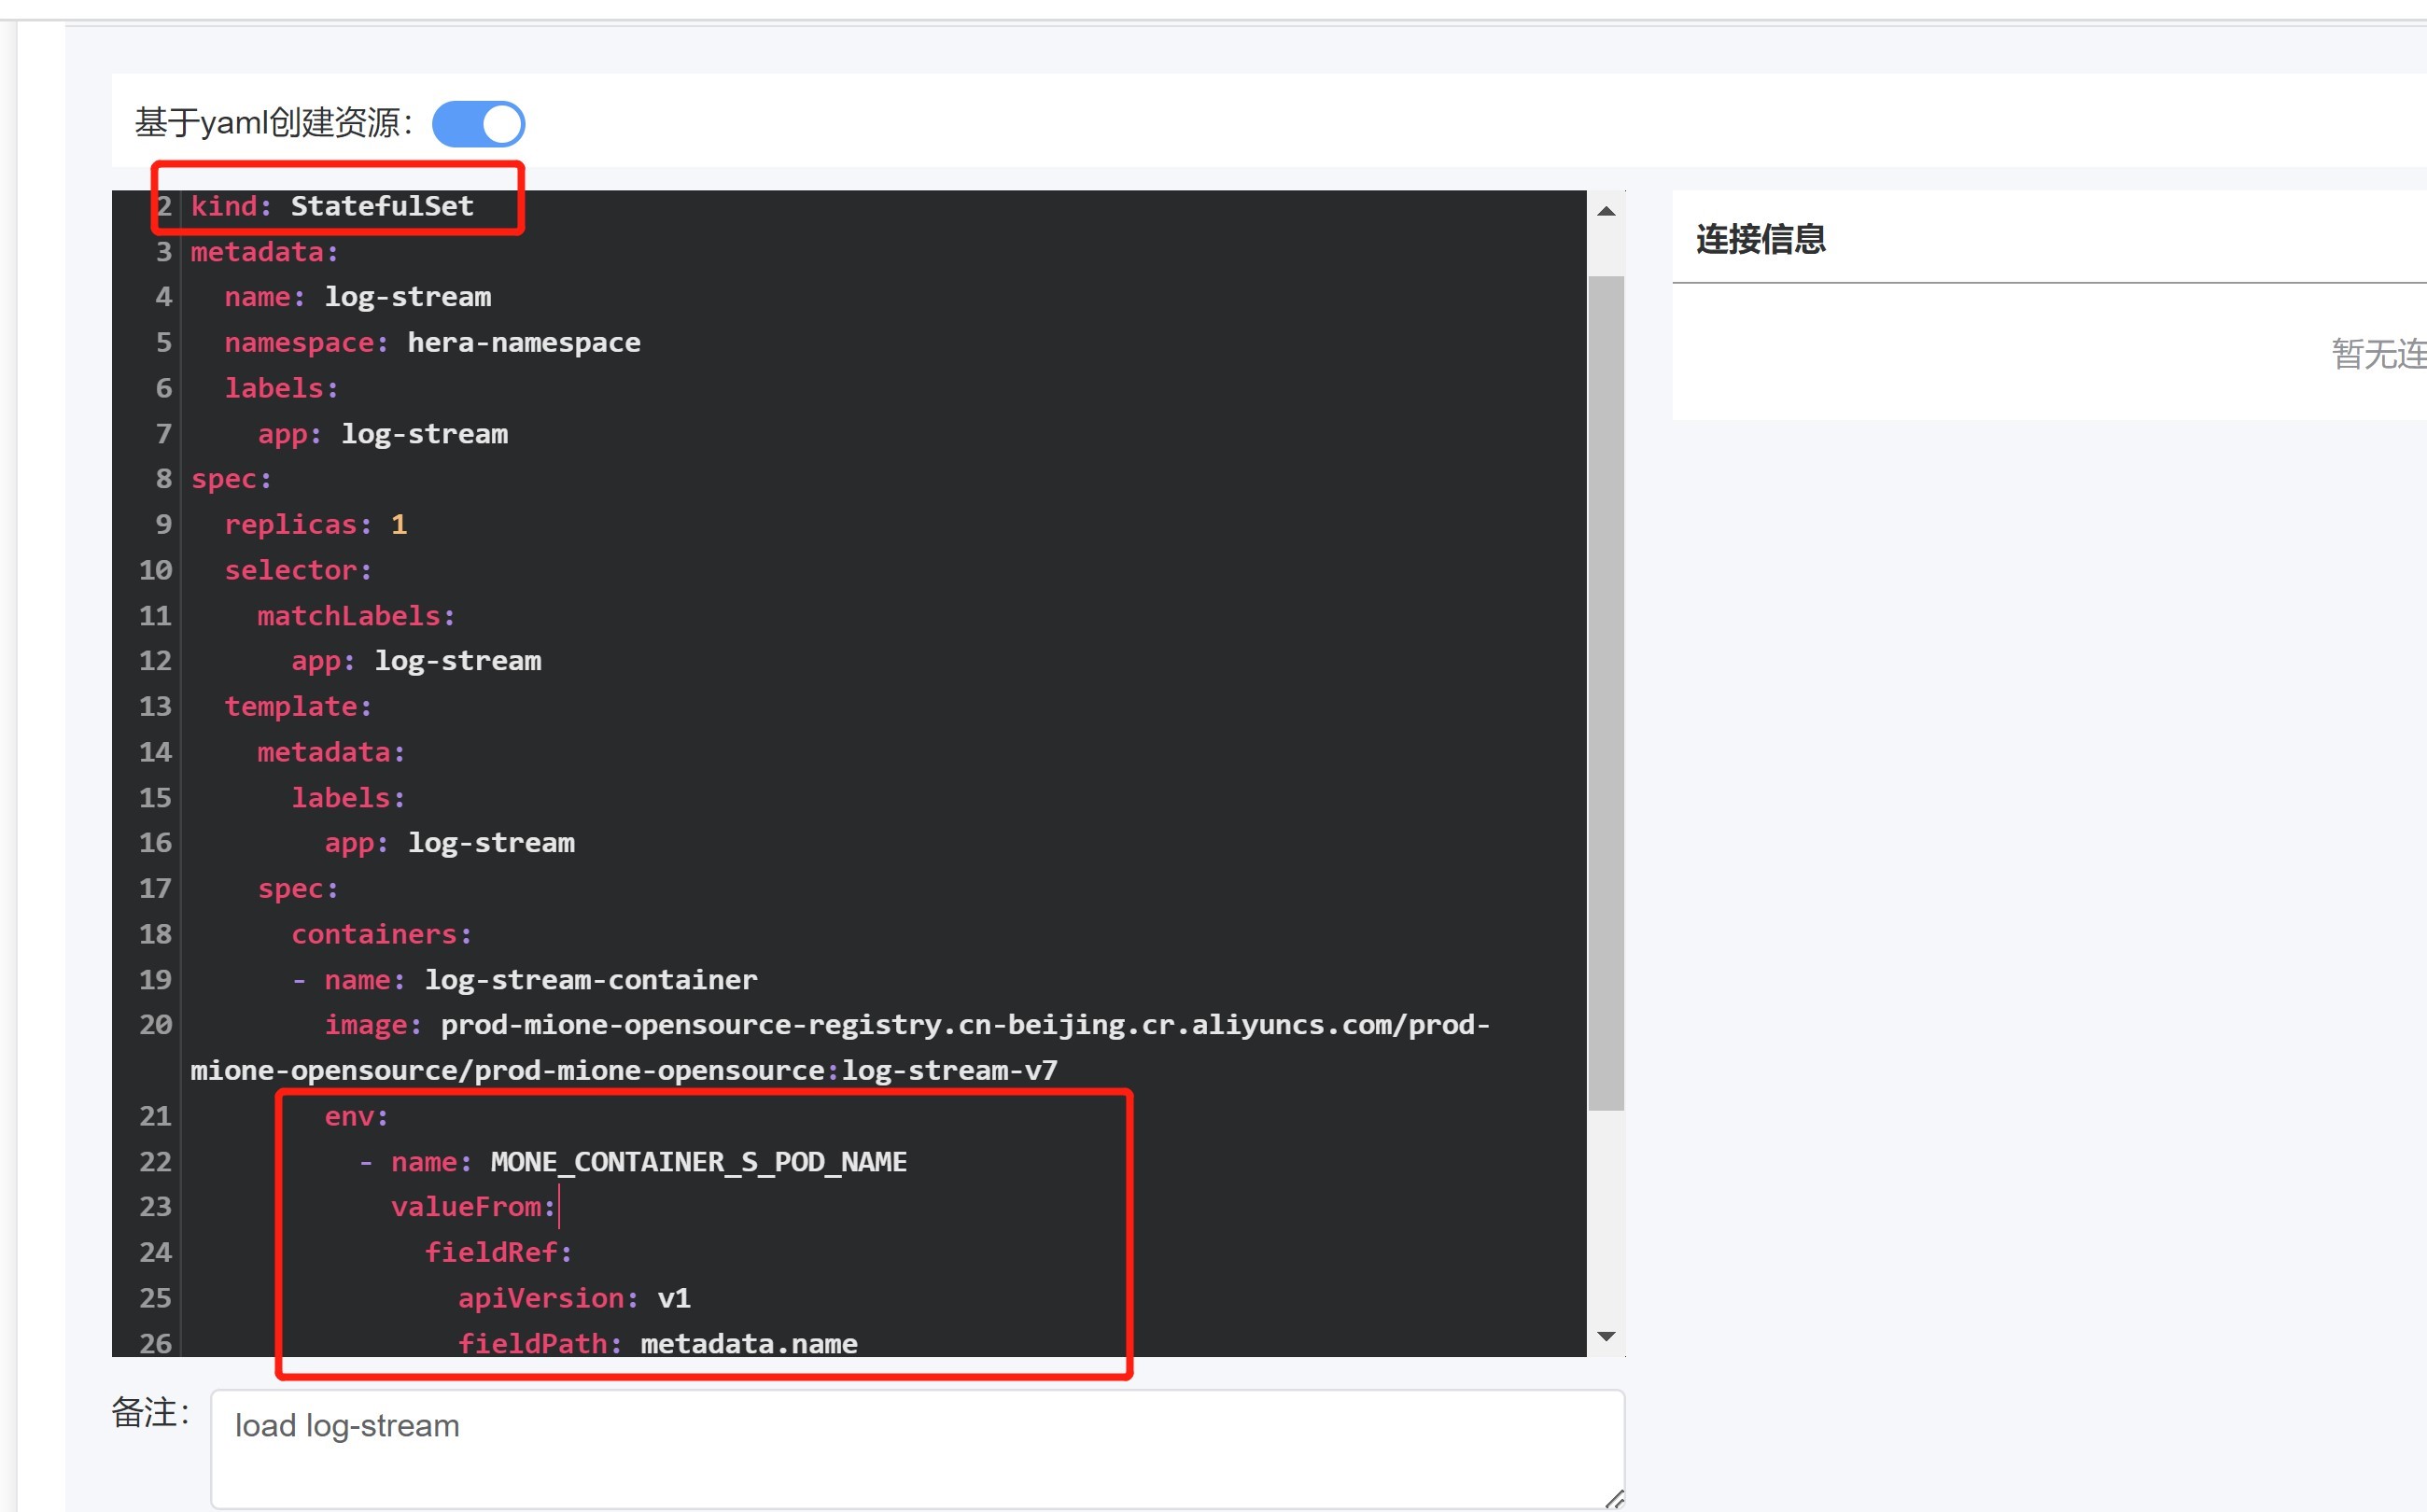 基于yaml创建资源：
2 kind: StatefulSet
3 metadata:
4   name: log-stream
5   namespace: hera-namespace
6   labels:
7     app: log-stream
8 spec:
9   replicas: 1
10   selector:
11     matchLabels:
12       app: log-stream
13   template:
14     metadata:
15       labels:
16         app: log-stream
17     spec:
18       containers:
19       - name: log-stream-container
20         image: prod-mione-opensource-registry.cn-beijing.cr.aliyuncs.com/prod-
mione-opensource/prod-mione-opensource:log-stream-v7
21         env:
22           - name: MONE_CONTAINER_S_POD_NAME
23             valueFrom:
24               fieldRef:
25                 apiVersion: v1
26                 fieldPath: metadata.name
备注：
load log-stream
连接信息
暂无连